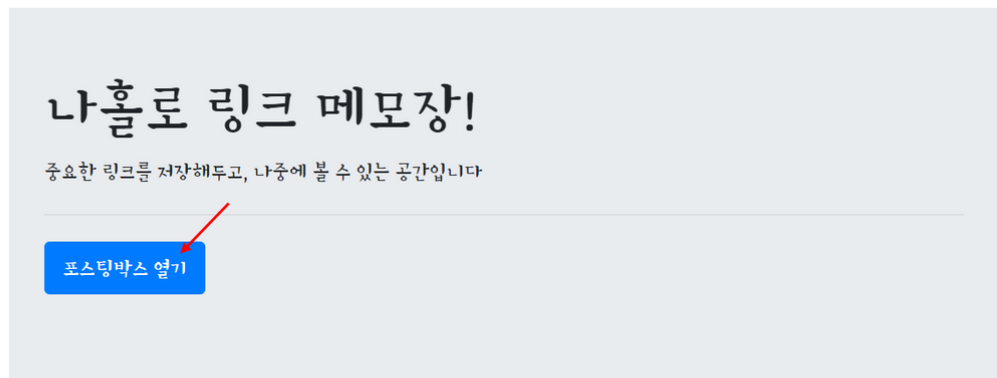 나홀로 링크 메모장!
중요한 링크를 저장해두고, 나중에 볼 수 있는 공간입니다
포스팅박스 열기